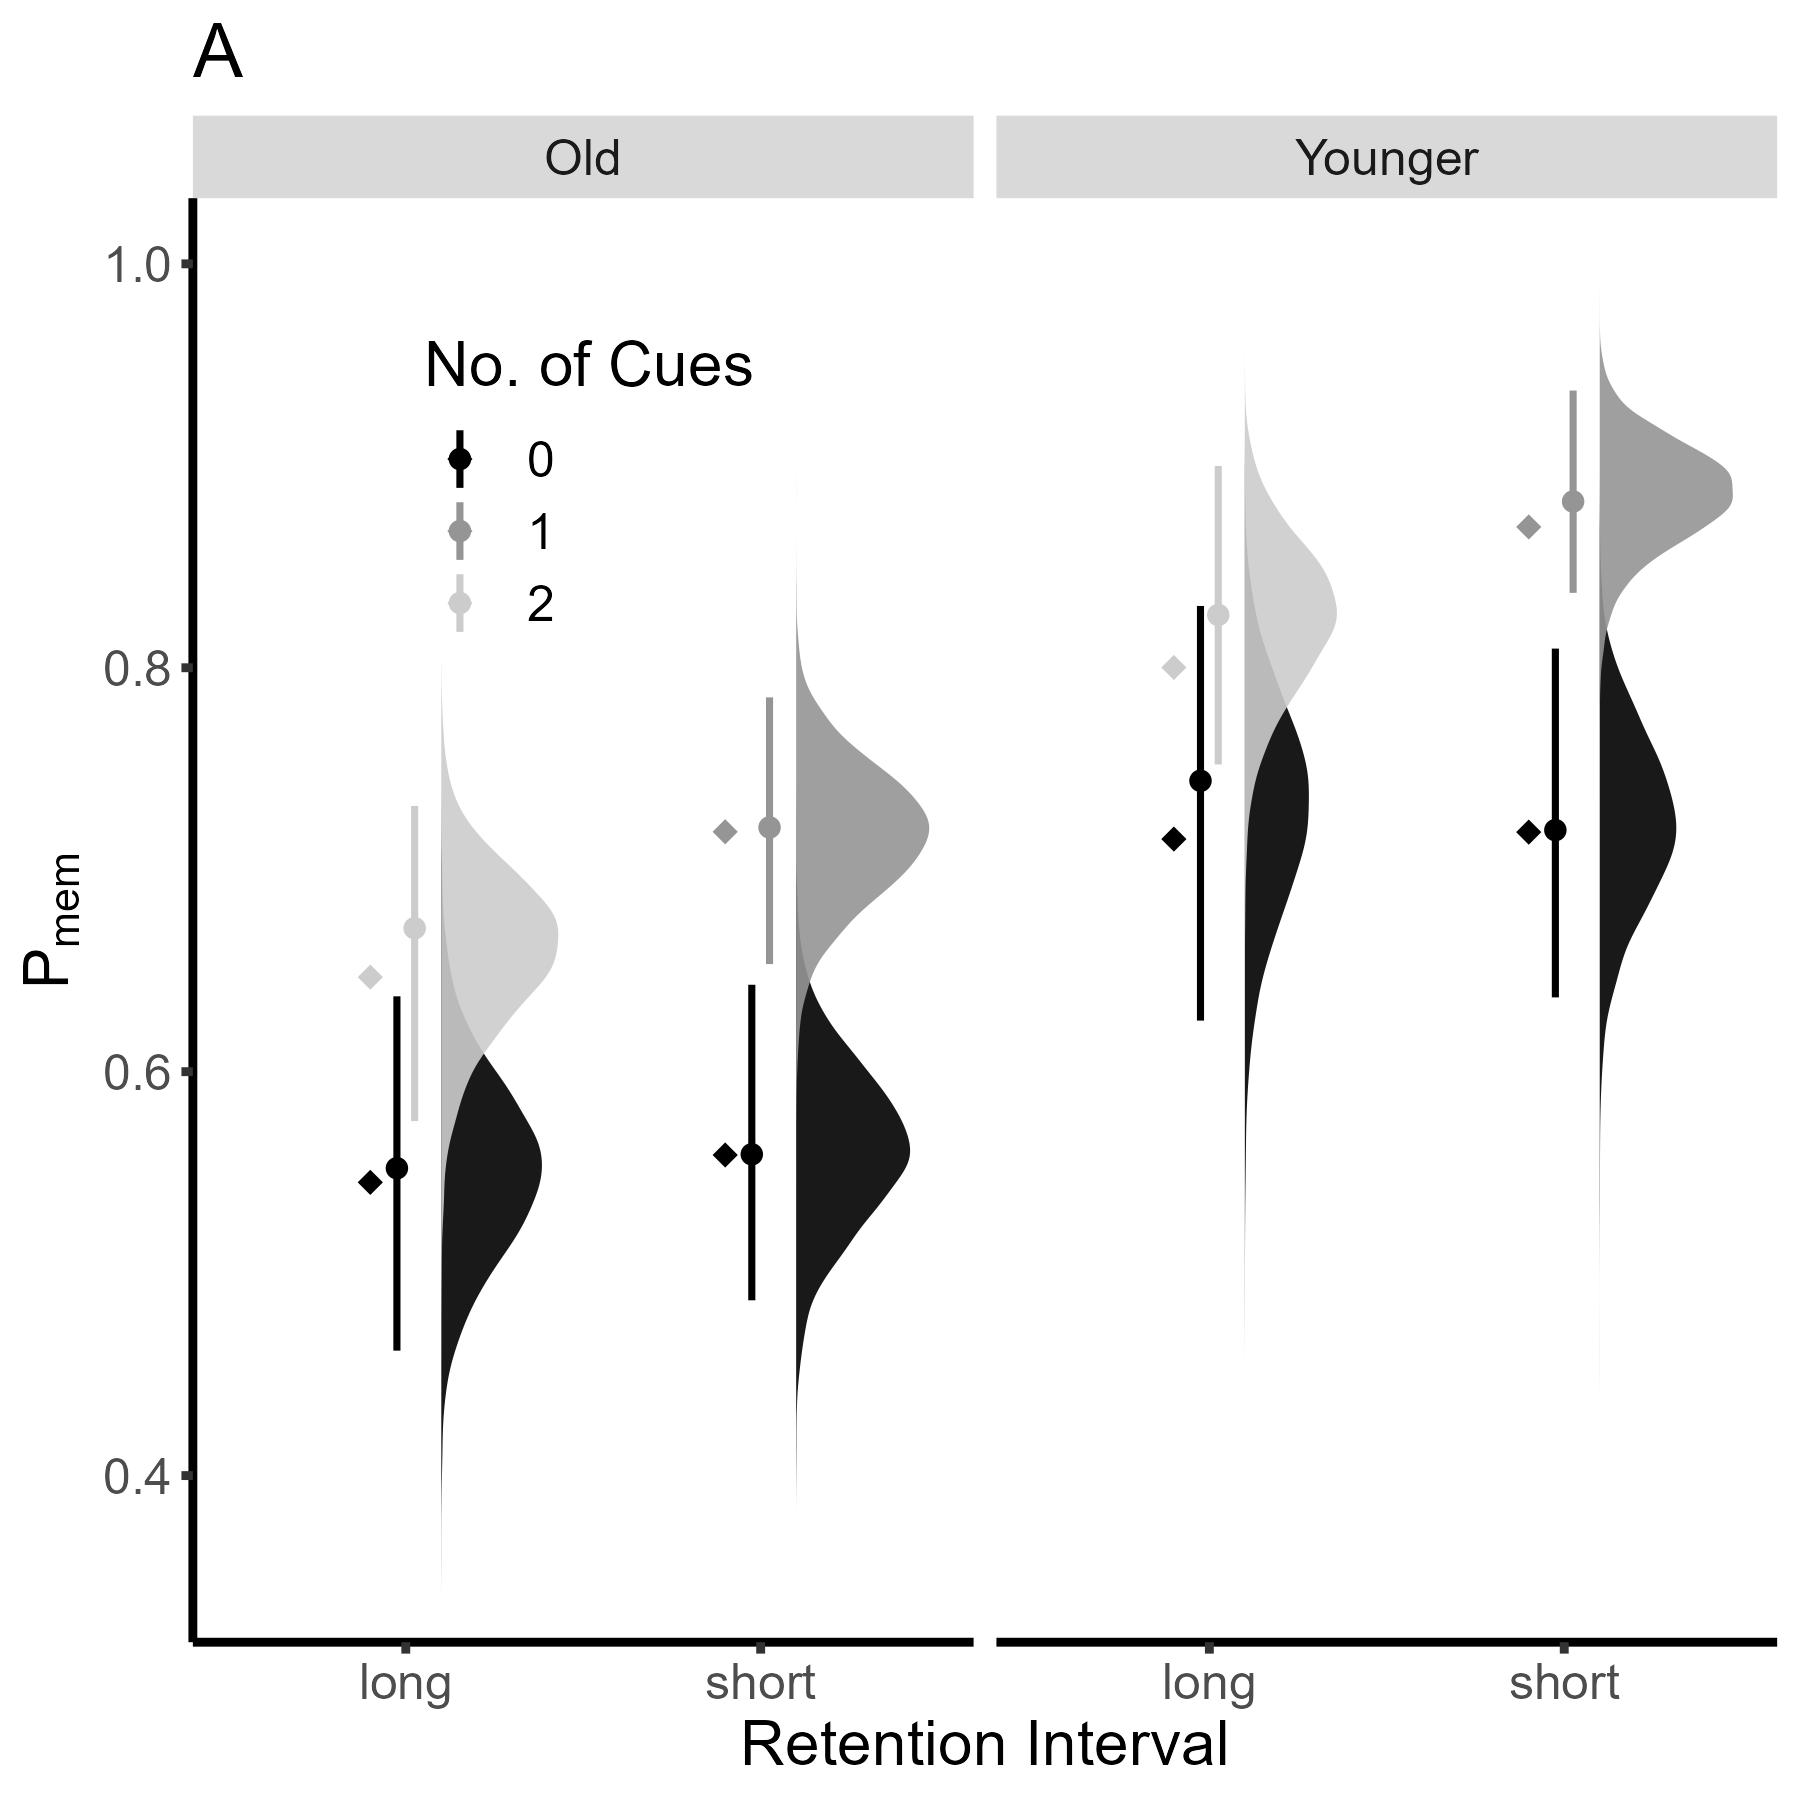 A
Old
Younger
1.0
0.8
0.6
0.4
No. of Cues
0
1
2
Pmem
long
short
long
short
Retention Interval